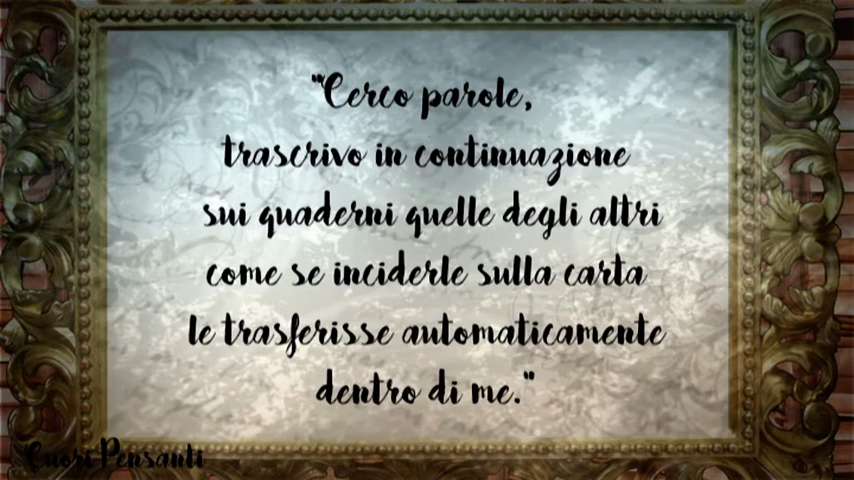 "Cerco parole,
trascrivo in continuazione
sui quaderni quelle degli altri
come se inciderle sulla carta
le trasferisse automaticamente
dentro di me."
Cuori Pensanti